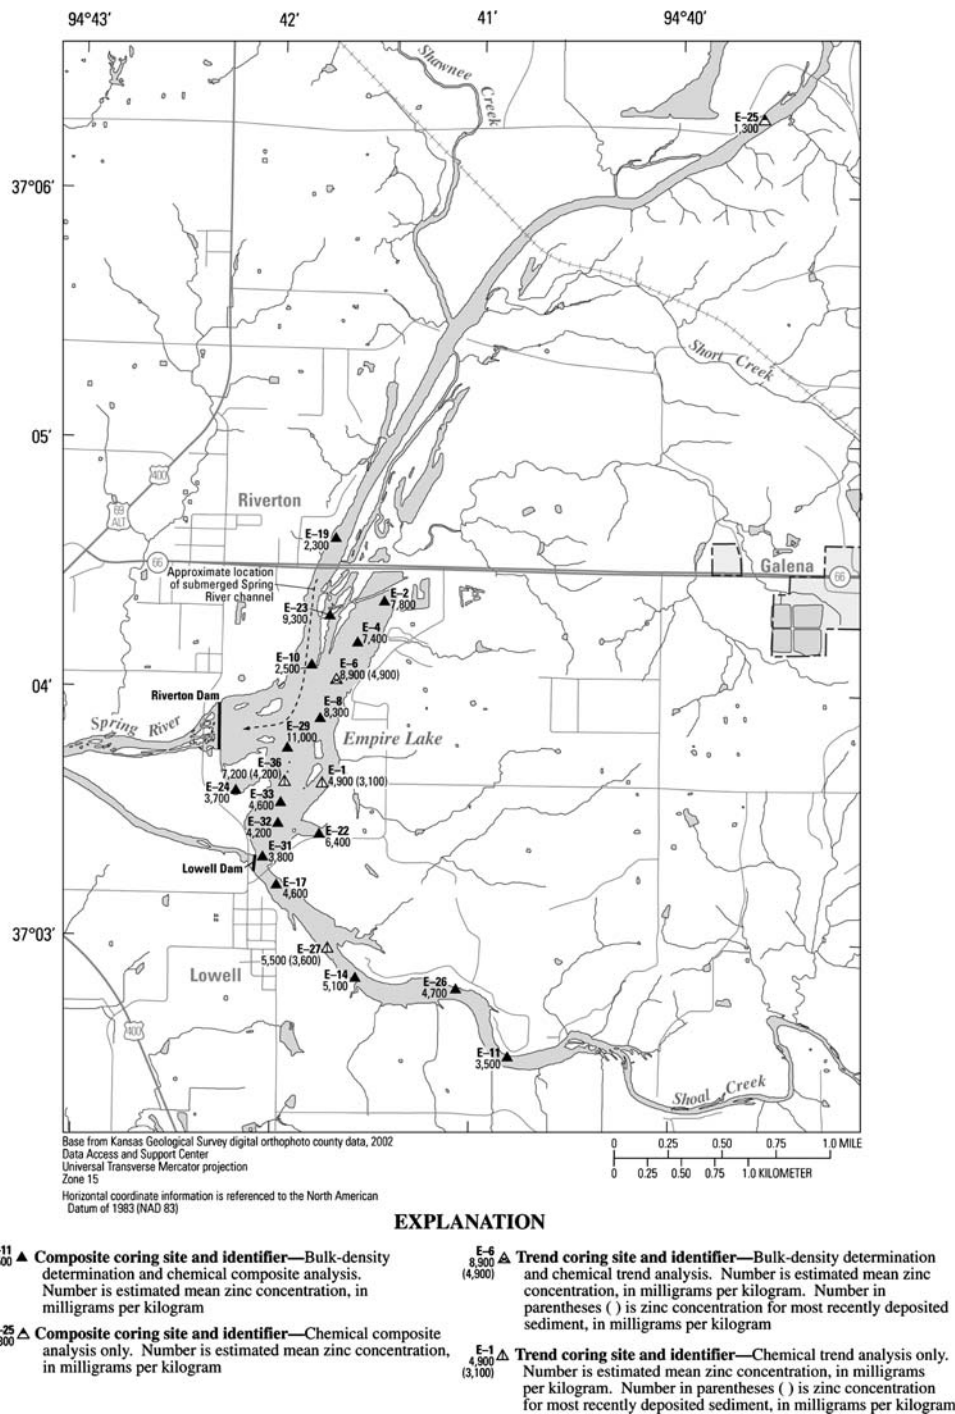 94°43′
42′
41′
94°40′
Shawnee
Creek
E–25
1,300
37°06′
Short Creek
05′
400
69
ALT
Riverton
E–19
2,300
66
Approximate location
of submerged Spring
River channel
Galena
66
E–2
7,800
E–23
9,300
E–4
7,400
E–10
2,500
E–6
8,900 (4,900)
04′
Riverton Dam
E–8
8,300
Spring River
E–29
11,000
Empire Lake
E–36
7,200 (4,200)
E–1
4,900 (3,100)
E–24
3,700
E–33
4,600
E–32
4,200
E–22
6,400
E–31
3,800
Lowell Dam
E–17
4,600
37°03′
E–27
5,500 (3,600)
Lowell
E–14
5,100
E–26
4,700
400
E–11
3,500
Shoal Creek
Base from Kansas Geological Survey digital orthophoto county data, 2002
Data Access and Support Center
Universal Transverse Mercator projection
Zone 15
Horizontal coordinate information is referenced to the North American
Datum of 1983 (NAD 83)
0 0.25 0.50 0.75 1.0 MILE
0 0.25 0.50 0.75 1.0 KILOMETER
EXPLANATION
Composite coring site and identifier—Bulk-density
determination and chemical composite analysis.
Number is estimated mean zinc concentration, in
milligrams per kilogram
Composite coring site and identifier—Chemical composite
analysis only. Number is estimated mean zinc concentration,
in milligrams per kilogram
E–6
8,900
(4,900)
Trend coring site and identifier—Bulk-density determination
and chemical trend analysis. Number is estimated mean zinc
concentration, in milligrams per kilogram. Number in
parentheses ( ) is zinc concentration for most recently deposited
sediment, in milligrams per kilogram
E–1
4,900
(3,100)
Trend coring site and identifier—Chemical trend analysis only.
Number is estimated mean zinc concentration, in milligrams
per kilogram. Number in parentheses ( ) is zinc concentration
for most recently deposited sediment, in milligrams per kilogram